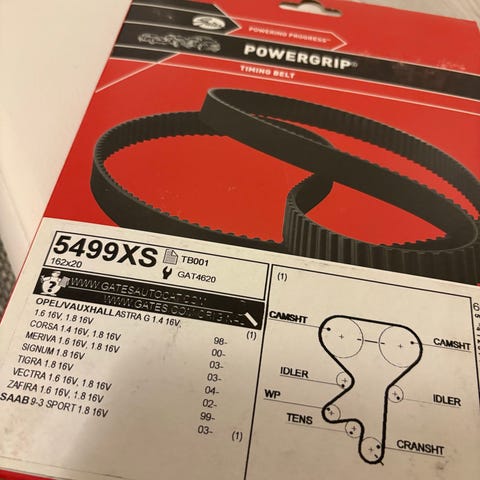 Gates
POWERING PROGRESS™
POWERGRIP®
TIMING BELT
5499XS
TB001
162x20
GAT4620
WWW.GATESAUTOCAT.COM
OPEL/VAUXHALL ASTRA G 1.4 16V, (1)
1.6 16V, 1.8 16V 98-
CORSA 1.4 16V, 1.8 16V 00-
MERIVA 1.6 16V, 1.8 16V 03-
SIGNUM 1.8 16V 03-
TIGRA 1.8 16V 04-
VECTRA 1.6 16V, 1.8 16V 02-
ZAFIRA 1.6 16V, 1.8 16V 99-
SAAB 9-3 SPORT 1.8 16V 03- (1)
(1)
CAMSHT
CAMSHT
IDLER
IDLER
WP
TENS
CRANSHT